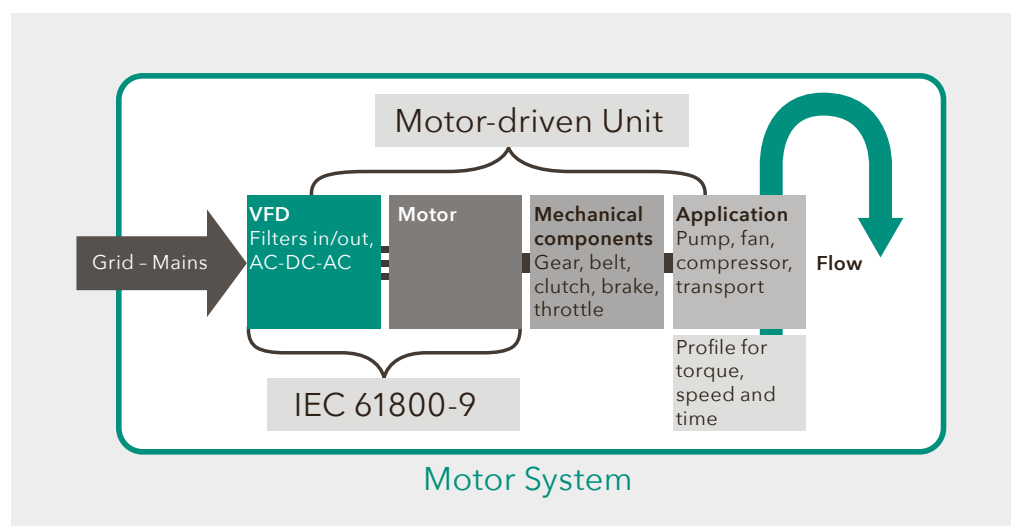 Motor-driven Unit
Grid – Mains
VFD
Filters in/out,
AC-DC-AC
Motor
Mechanical
components
Gear, belt,
clutch, brake,
throttle
Application
Pump, fan,
compressor,
transport
Flow
Profile for
torque,
speed and
time
IEC 61800-9
Motor System